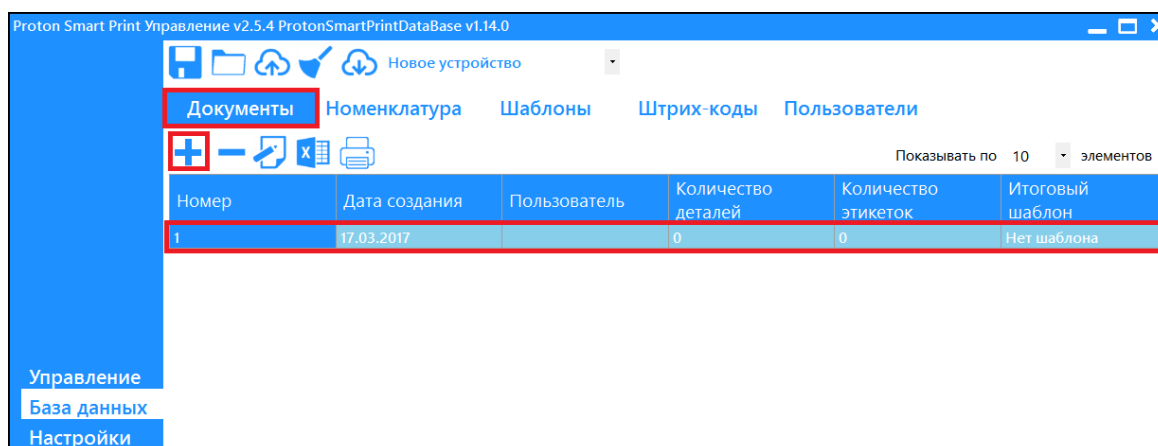 Proton Smart Print Управление v2.5.4 ProtonSmartPrintDataBase v1.14.0
Новое устройство
Документы Номенклатура Шаблоны Штрих-коды Пользователи
Показывать по 10 элементов
Номер Дата создания Пользователь Количество деталей Количество этикеток Итоговый шаблон
1 17.03.2017 0 0 Нет шаблона
Управление
База данных
Настройки